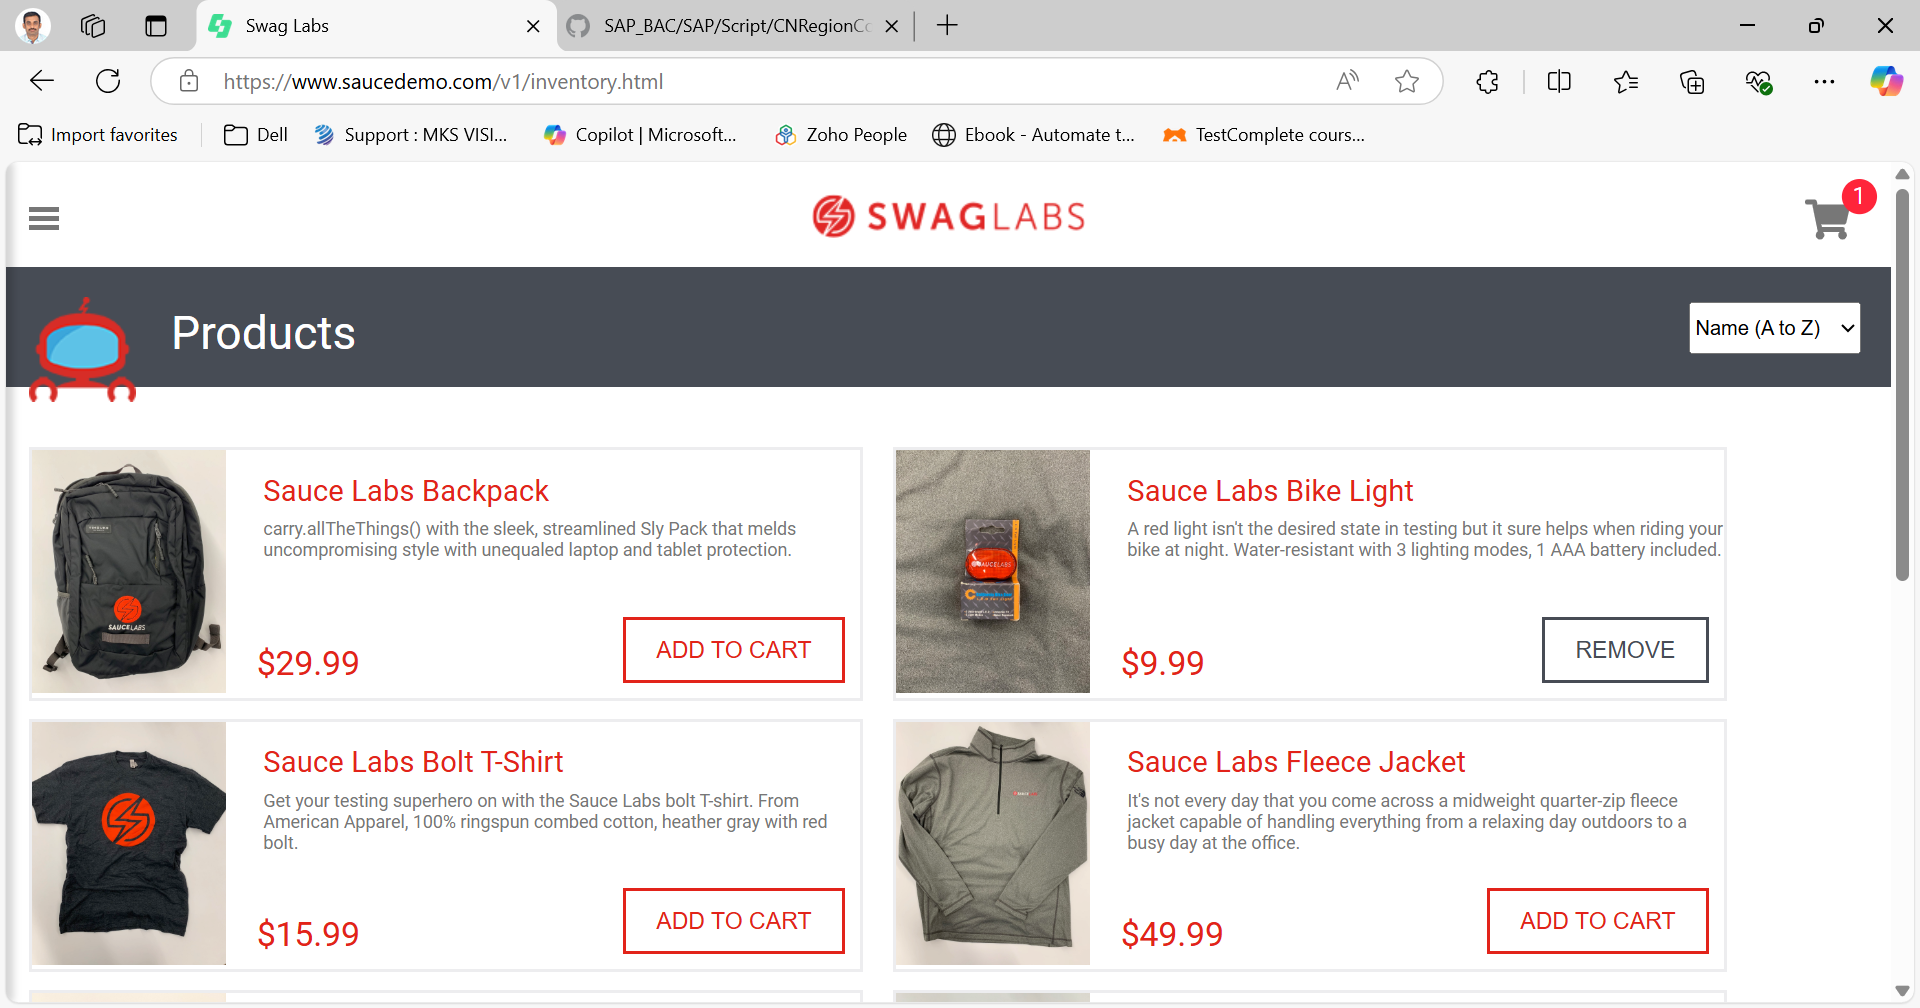 Swag Labs
SAP_BAC/SAP/Script/CNRegionCo
https://www.saucedemo.com/v1/inventory.html
Import favorites
Dell
Support : MKS VISI...
Copilot | Microsoft...
Zoho People
Ebook - Automate t...
TestComplete cours...
SWAGLABS
1
Products
Name (A to Z)
Sauce Labs Backpack
carry.allTheThings() with the sleek, streamlined Sly Pack that melds
uncompromising style with unequaled laptop and tablet protection.
$29.99
ADD TO CART
SAUCELABS
Sauce Labs Bike Light
A red light isn't the desired state in testing but it sure helps when riding your
bike at night. Water-resistant with 3 lighting modes, 1 AAA battery included.
$9.99
REMOVE
SAUCELABS
Sauce Labs Bolt T-Shirt
Get your testing superhero on with the Sauce Labs bolt T-shirt. From
American Apparel, 100% ringspun combed cotton, heather gray with red
bolt.
$15.99
ADD TO CART
Sauce Labs Fleece Jacket
It's not every day that you come across a midweight quarter-zip fleece
jacket capable of handling everything from a relaxing day outdoors to a
busy day at the office.
$49.99
ADD TO CART